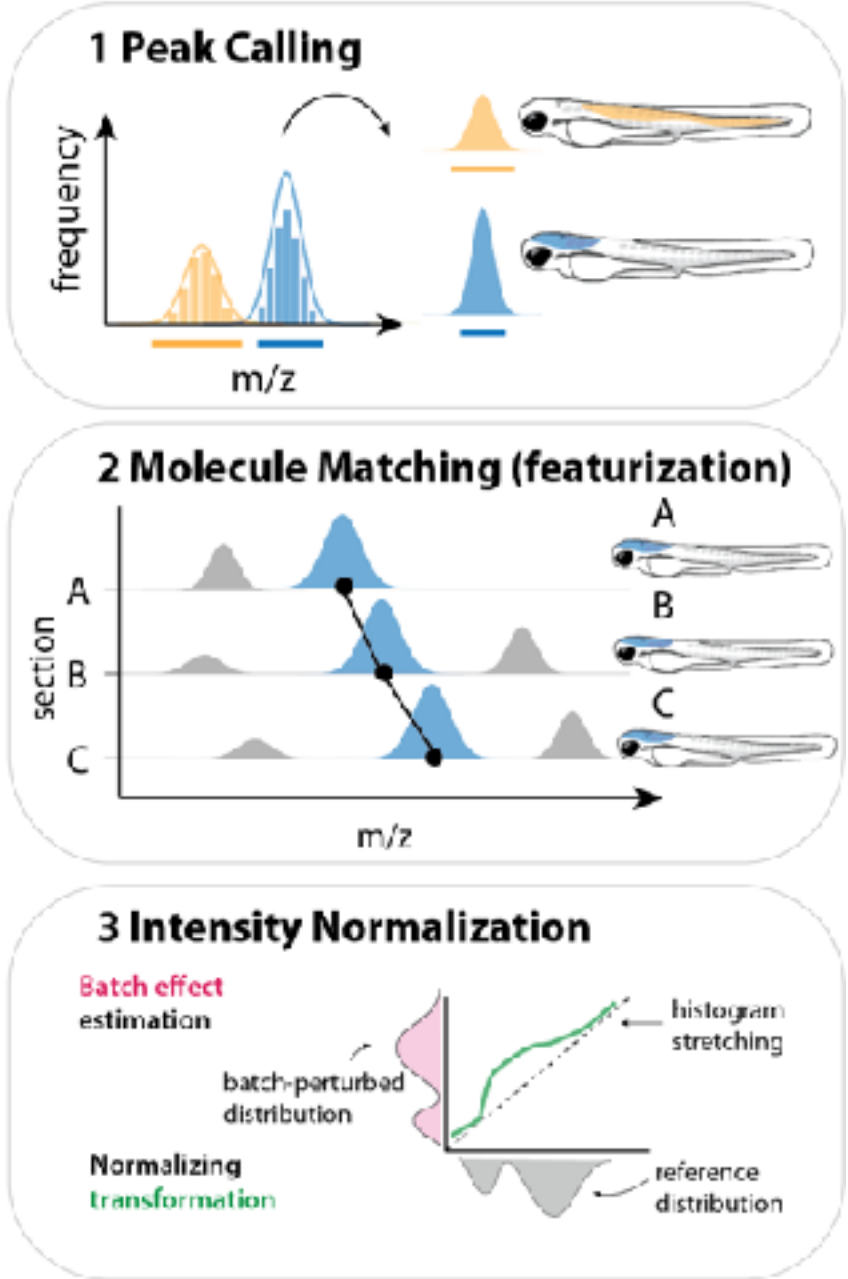 1 Peak Calling
frequency
m/z
2 Molecule Matching (featurization)
section
A
B
C
A
B
C
m/z
3 Intensity Normalization
Batch effect
estimation
batch-perturbed
distribution
histogram
stretching
Normalizing
transformation
reference
distribution